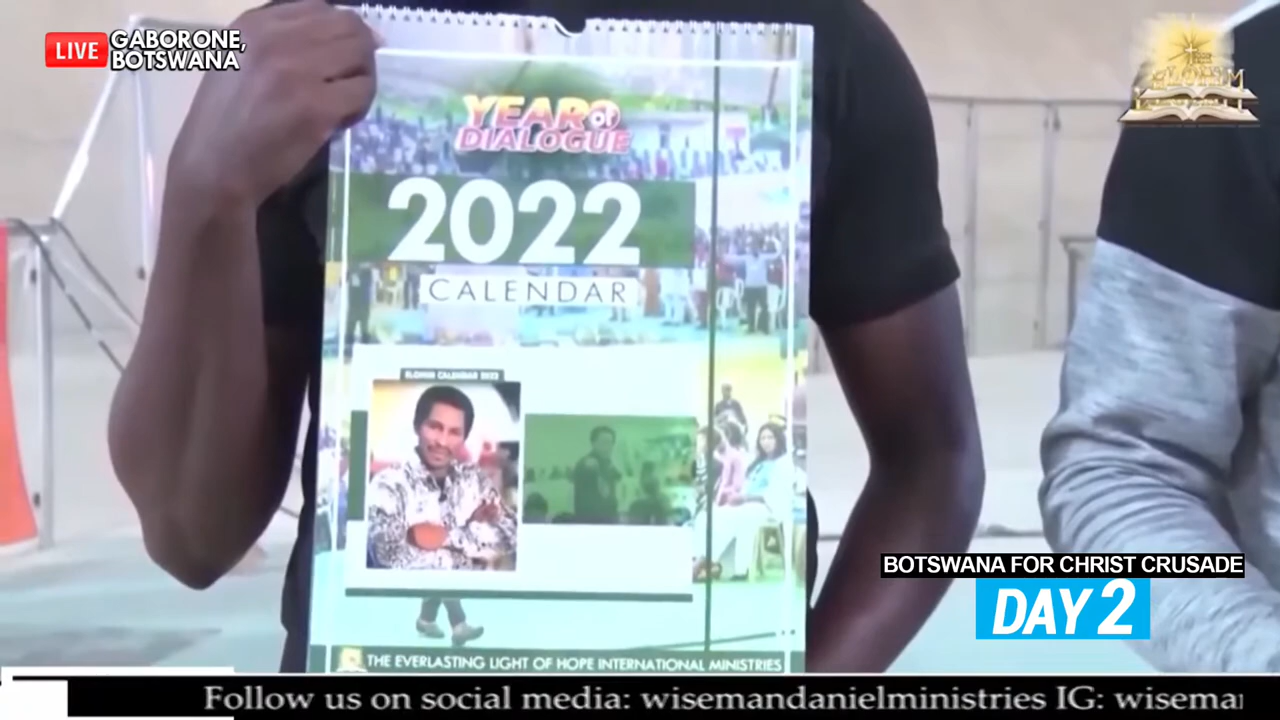 LIVE
GABORONE,
BOTSWANA
YEAR OF
DIALOGUE
2022
CALENDAR
ELOHIM CALENDAR 2022
THE EVERLASTING LIGHT OF HOPE INTERNATIONAL MINISTRIES
BOTSWANA FOR CHRIST CRUSADE
DAY 2
Follow us on social media: wisemandanielministries IG: wisema